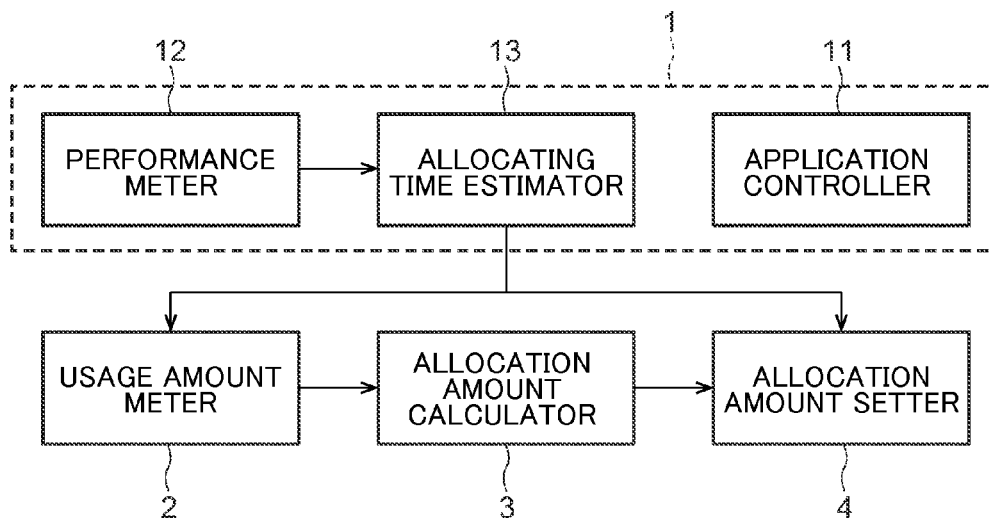 1
12
13
11
PERFORMANCE
METER
ALLOCATING
TIME ESTIMATOR
APPLICATION
CONTROLLER
USAGE AMOUNT
METER
ALLOCATION
AMOUNT
CALCULATOR
ALLOCATION
AMOUNT SETTER
2
3
4